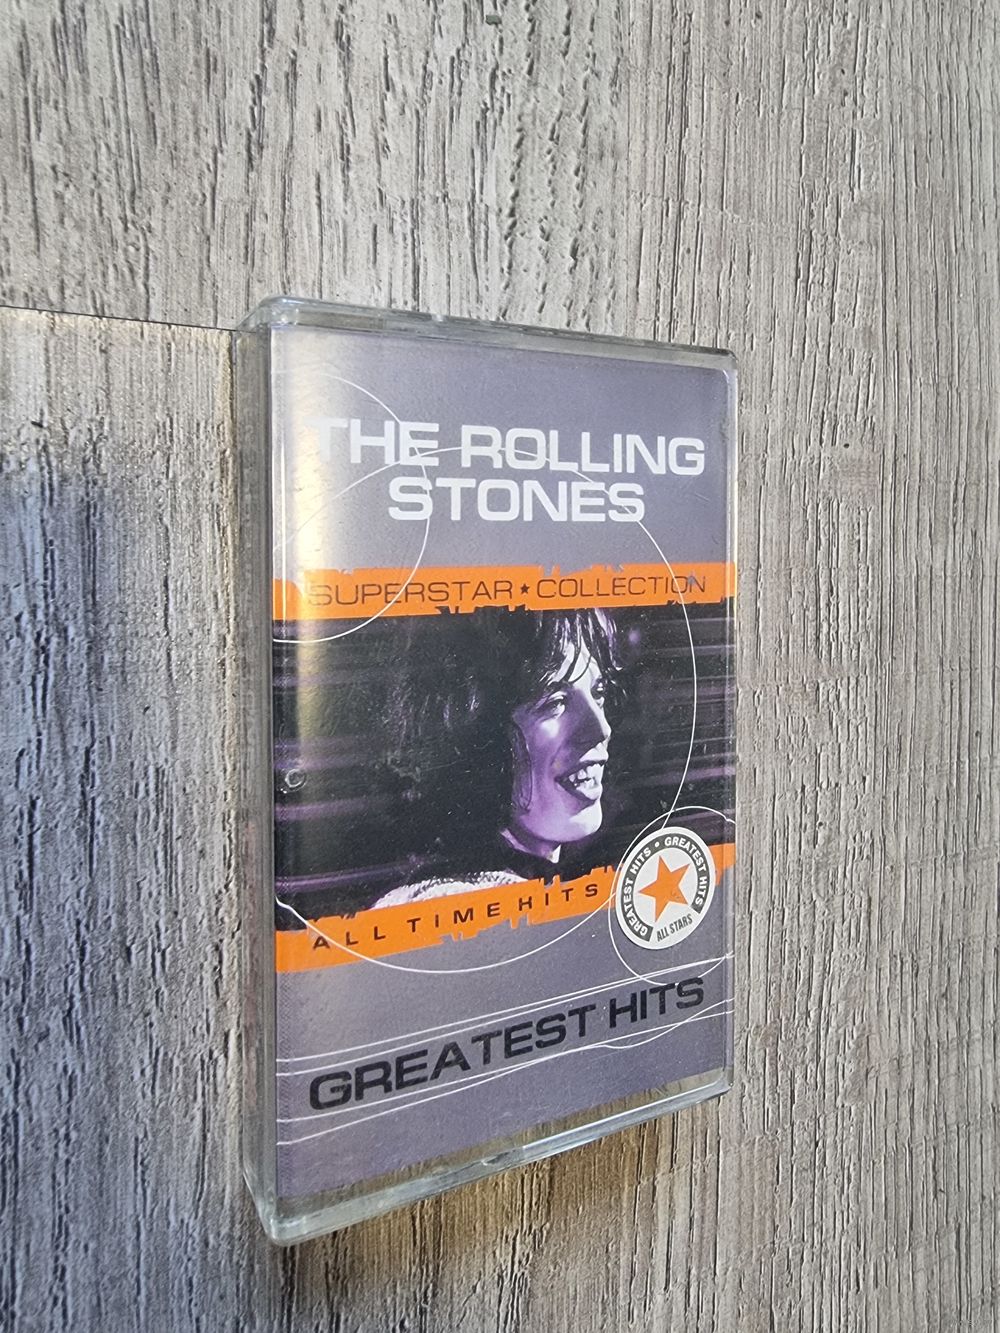 THE ROLLING
STONES
SUPERSTAR ★ COLLECTION
ALL TIME HITS
GREATEST HITS • GREATEST HITS
ALL STARS
GREATEST HITS